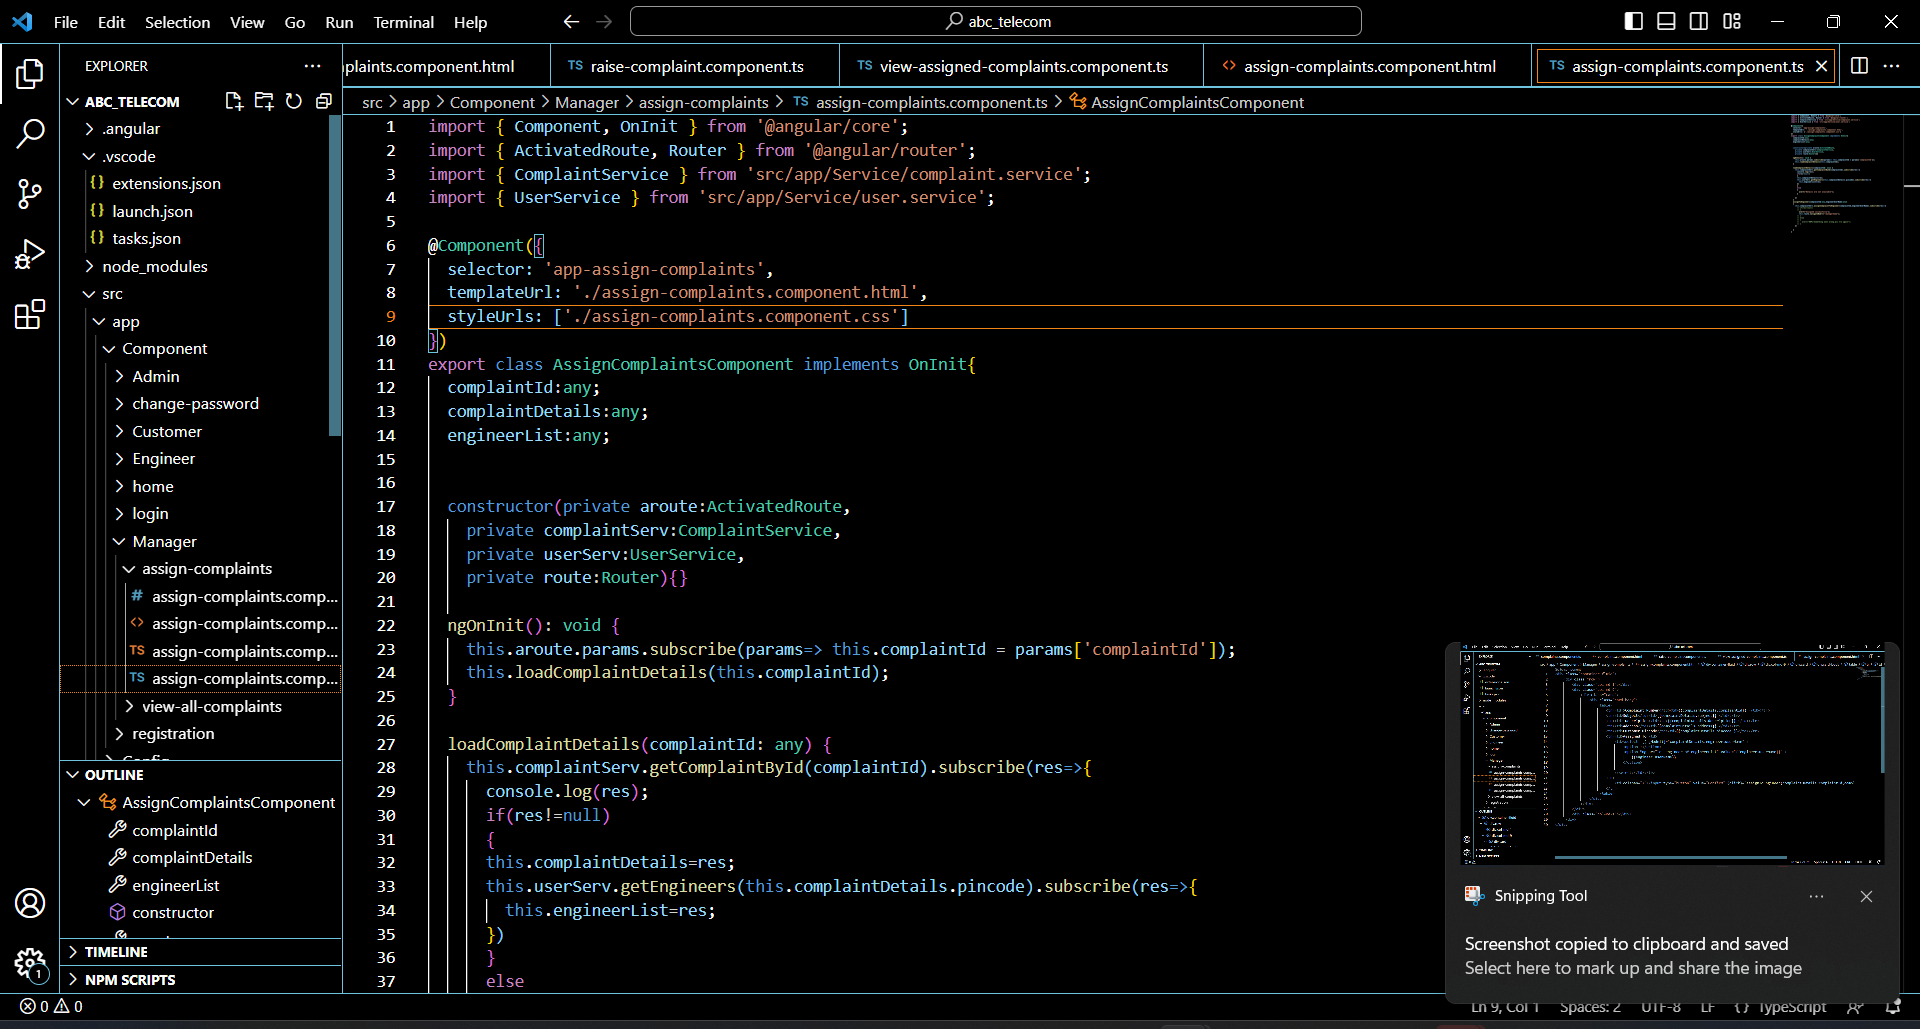 File Edit Selection View Go Run Terminal Help
abc_telecom
EXPLORER
ABC_TELECOM
.angular
.vscode
{} extensions.json
{} launch.json
{} tasks.json
node_modules
src
app
Component
Admin
change-password
Customer
Engineer
home
login
Manager
assign-complaints
# assign-complaints.comp...
<> assign-complaints.comp...
TS assign-complaints.comp...
TS assign-complaints.comp...
view-all-complaints
registration
OUTLINE
AssignComplaintsComponent
complaintId
complaintDetails
engineerList
constructor
TIMELINE
NPM SCRIPTS
plaints.component.html
TS raise-complaint.component.ts
TS view-assigned-complaints.component.ts
<> assign-complaints.component.html
TS assign-complaints.component.ts
src > app > Component > Manager > assign-complaints > TS assign-complaints.component.ts > AssignComplaintsComponent
1 import { Component, OnInit } from '@angular/core';
2 import { ActivatedRoute, Router } from '@angular/router';
3 import { ComplaintService } from 'src/app/Service/complaint.service';
4 import { UserService } from 'src/app/Service/user.service';
5
6 @Component({
7 selector: 'app-assign-complaints',
8 templateUrl: './assign-complaints.component.html',
9 styleUrls: ['./assign-complaints.component.css']
10 })
11 export class AssignComplaintsComponent implements OnInit{
12 complaintId:any;
13 complaintDetails:any;
14 engineerList:any;
15
16
17 constructor(private aroute:ActivatedRoute,
18 private complaintServ:ComplaintService,
19 private userServ:UserService,
20 private route:Router){}
21
22 ngOnInit(): void {
23 this.aroute.params.subscribe(params=> this.complaintId = params['complaintId']);
24 this.loadComplaintDetails(this.complaintId);
25 }
26
27 loadComplaintDetails(complaintId: any) {
28 this.complaintServ.getComplaintById(complaintId).subscribe(res=>{
29 console.log(res);
30 if(res!=null)
31 {
32 this.complaintDetails=res;
33 this.userServ.getEngineers(this.complaintDetails.pincode).subscribe(res=>{
34 this.engineerList=res;
35 })
36 }
37 else
Snipping Tool
Screenshot copied to clipboard and saved
Select here to mark up and share the image
1
0 0
Ln 9, Col 1 Spaces: 2 UTF-8 LF {} TypeScript